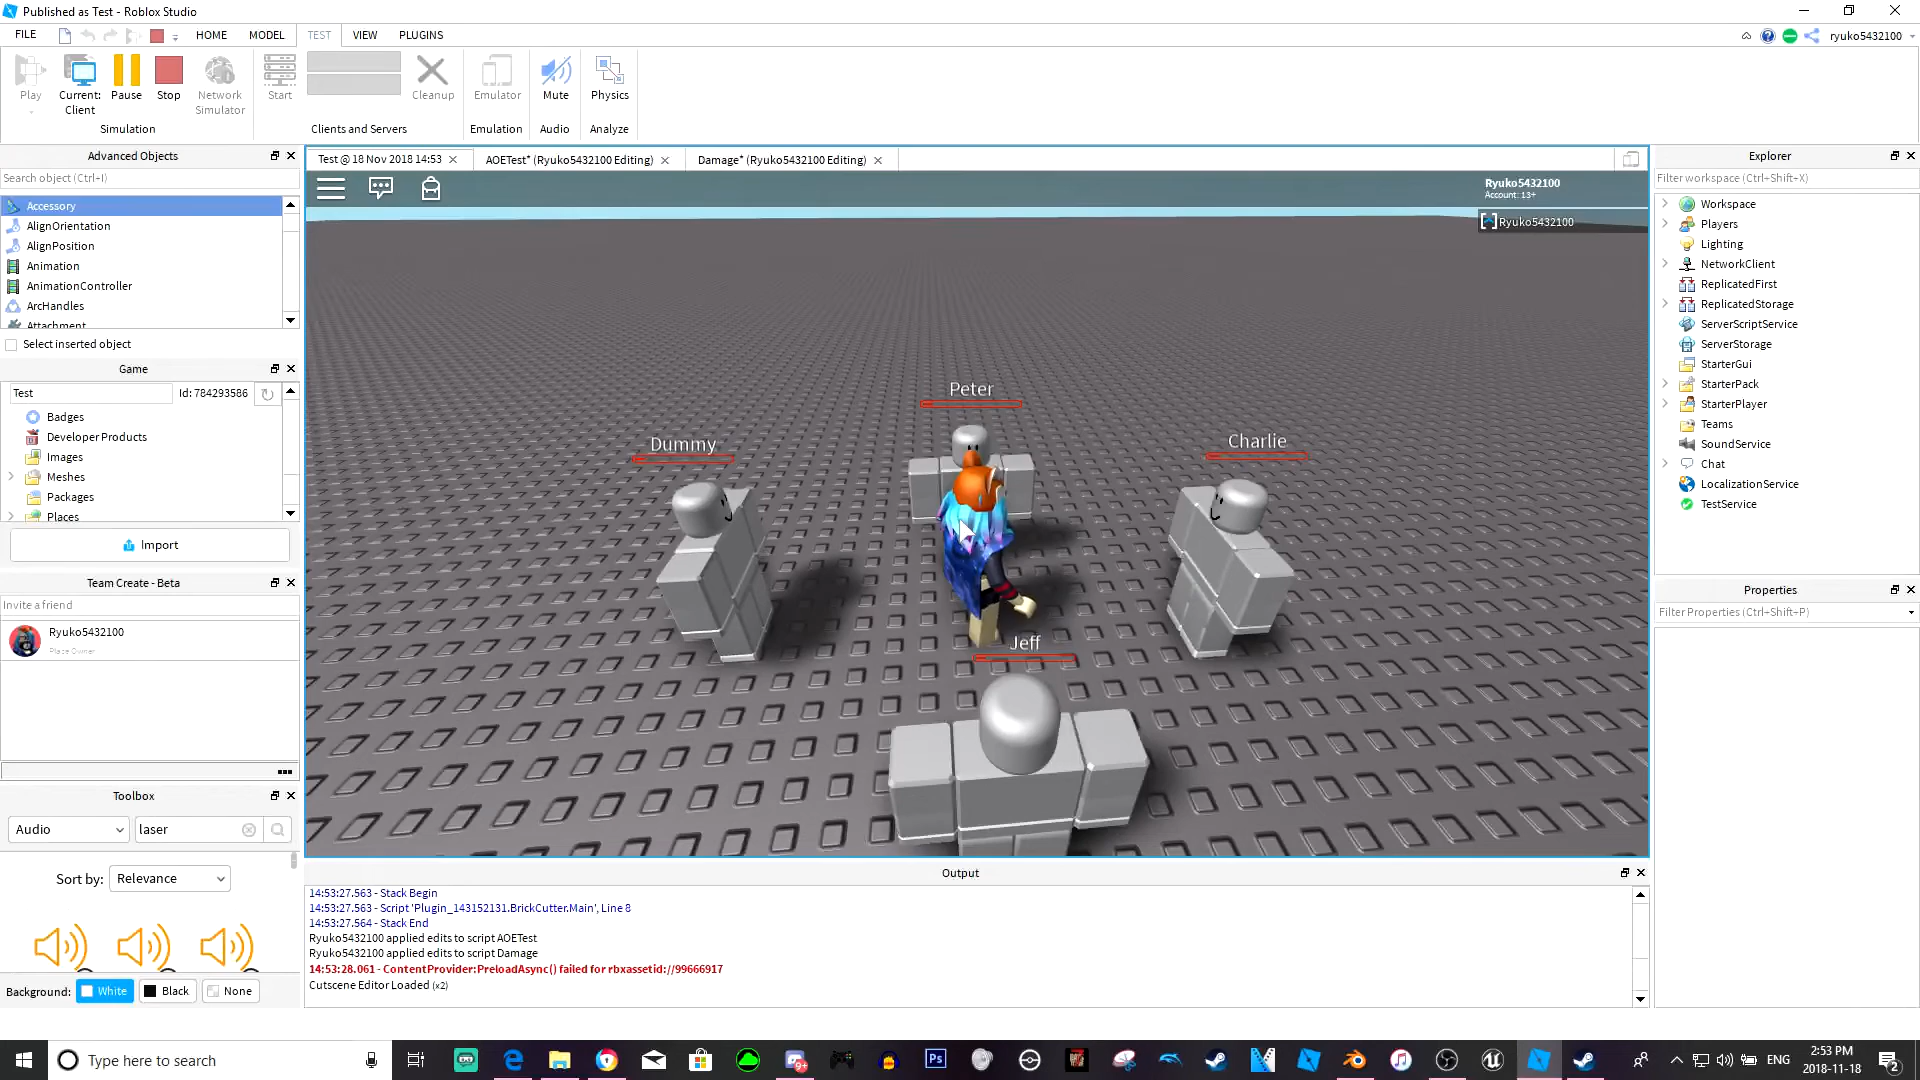 Published as Test - Roblox Studio
FILE
HOME
MODEL
TEST
VIEW
PLUGINS
ryuko5432100
Play
Current:
Client
Pause
Stop
Network
Simulator
Start
Cleanup
Emulator
Mute
Physics
Simulation
Clients and Servers
Emulation
Audio
Analyze
Advanced Objects
Search object (Ctrl+I)
Accessory
AlignOrientation
AlignPosition
Animation
AnimationController
ArcHandles
Attachment
Select inserted object
Game
Test
Id: 784293586
Badges
Developer Products
Images
Meshes
Packages
Places
Import
Team Create - Beta
Invite a friend
Ryuko5432100
Place Owner
Toolbox
Audio
laser
Sort by:
Relevance
Background:
White
Black
None
Test @ 18 Nov 2018 14:53
AOETest* (Ryuko5432100 Editing)
Damage* (Ryuko5432100 Editing)
Ryuko5432100
Account: 13+
Ryuko5432100
Peter
Dummy
Charlie
Jeff
Output
14:53:27.563 - Stack Begin
14:53:27.563 - Script 'Plugin_143152131.BrickCutter.Main', Line 8
14:53:27.564 - Stack End
Ryuko5432100 applied edits to script AOETest
Ryuko5432100 applied edits to script Damage
14:53:28.061 - ContentProvider:PreloadAsync() failed for rbxassetid://99666917
Cutscene Editor Loaded (x2)
Explorer
Filter workspace (Ctrl+Shift+X)
Workspace
Players
Lighting
NetworkClient
ReplicatedFirst
ReplicatedStorage
ServerScriptService
ServerStorage
StarterGui
StarterPack
StarterPlayer
Teams
SoundService
Chat
LocalizationService
TestService
Properties
Filter Properties (Ctrl+Shift+P)
Type here to search
Ps
9+
ENG
2:53 PM
2018-11-18
2